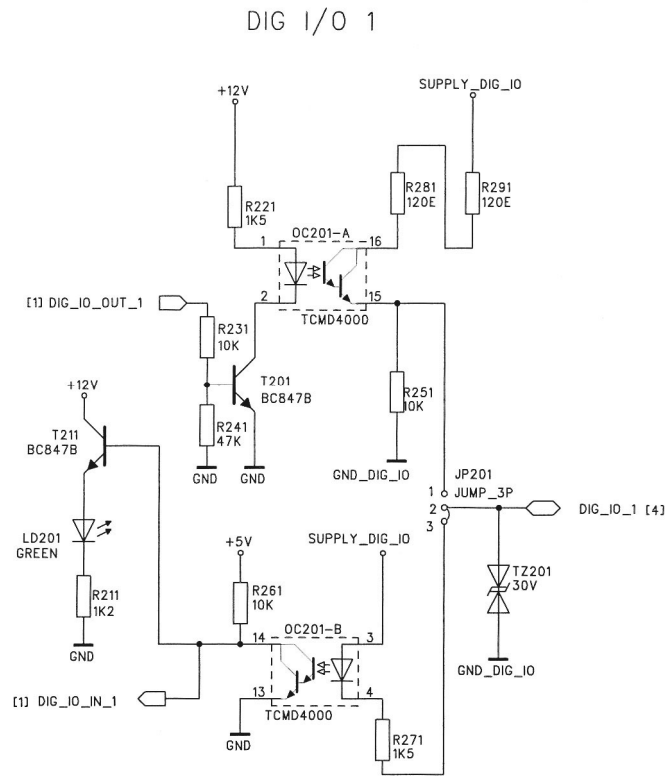 DIG I/O 1
SUPPLY_DIG_IO
+12V
R281
120E
R291
120E
R221
1K5
OC201-A
1
16
2
15
TCMD4000
[1] DIG_IO_OUT_1
R231
10K
T201
BC847B
R251
10K
+12V
T211
BC847B
R241
47K
GND
GND
GND_DIG_IO
JP201
1
JUMP_3P
2
DIG_IO_1 [4]
3
LD201
GREEN
+5V
SUPPLY_DIG_IO
TZ201
30V
R211
1K2
R261
10K
OC201-B
GND
14
3
GND_DIG_IO
[1] DIG_IO_IN_1
13
4
TCMD4000
GND
R271
1K5